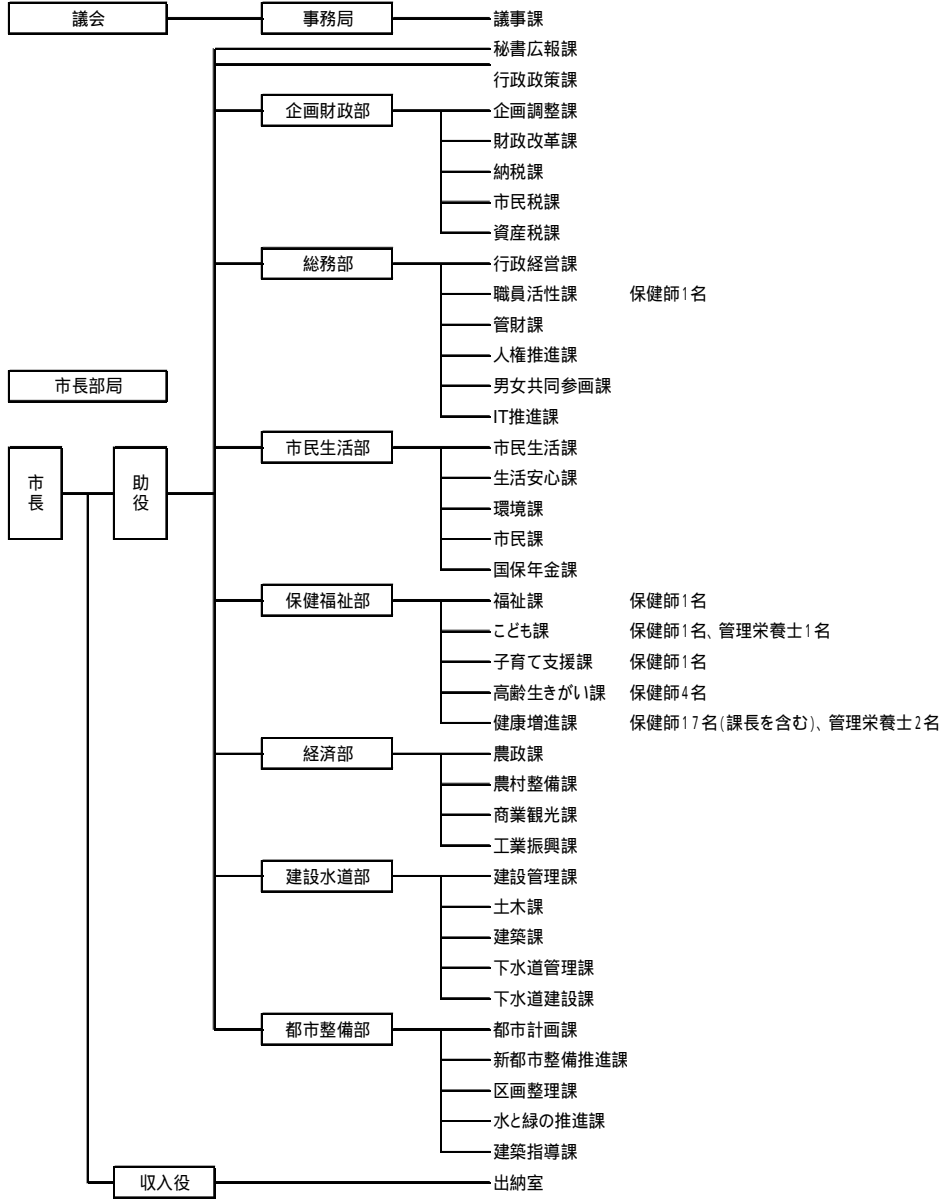 議会 事務局 議事課
秘書広報課
行政政策課
企画財政部 企画調整課
財政改革課
納税課
市民税課
資産税課
総務部 行政経営課
職員活性課 保健師1名
管財課
人権推進課
市長部局
男女共同参画課
IT推進課
市民生活部 市民生活課
市長 助役
生活安心課
環境課
市民課
国保年金課
保健福祉部 福祉課 保健師1名
こども課 保健師1名、管理栄養士1名
子育て支援課 保健師1名
高齢生きがい課 保健師4名
健康増進課 保健師17名(課長を含む)、管理栄養士2名
経済部 農政課
農村整備課
商業観光課
工業振興課
建設水道部 建設管理課
土木課
建築課
下水道管理課
下水道建設課
都市整備部 都市計画課
新都市整備推進課
区画整理課
水と緑の推進課
建築指導課
収入役 出納室